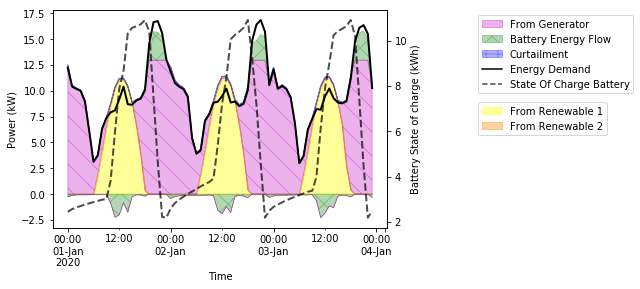 17.5
15.0
12.5
10.0
7.5
5.0
2.5
0.0
−2.5
Power (kW)
10
8
6
4
2
Battery State of charge (kWh)
00:00 12:00 00:00 12:00 00:00 12:00 00:00
01-Jan 02-Jan 03-Jan 04-Jan
2020
Time
From Generator
Battery Energy Flow
Curtailment
Energy Demand
State Of Charge Battery
From Renewable 1
From Renewable 2